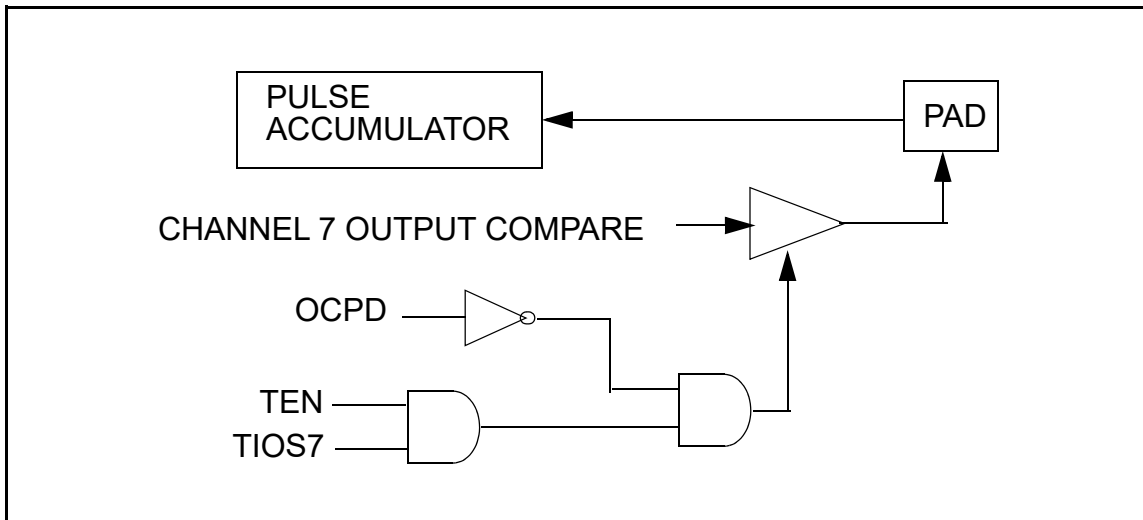 PULSE
ACCUMULATOR
PAD
CHANNEL 7 OUTPUT COMPARE
OCPD
TEN
TIOS7